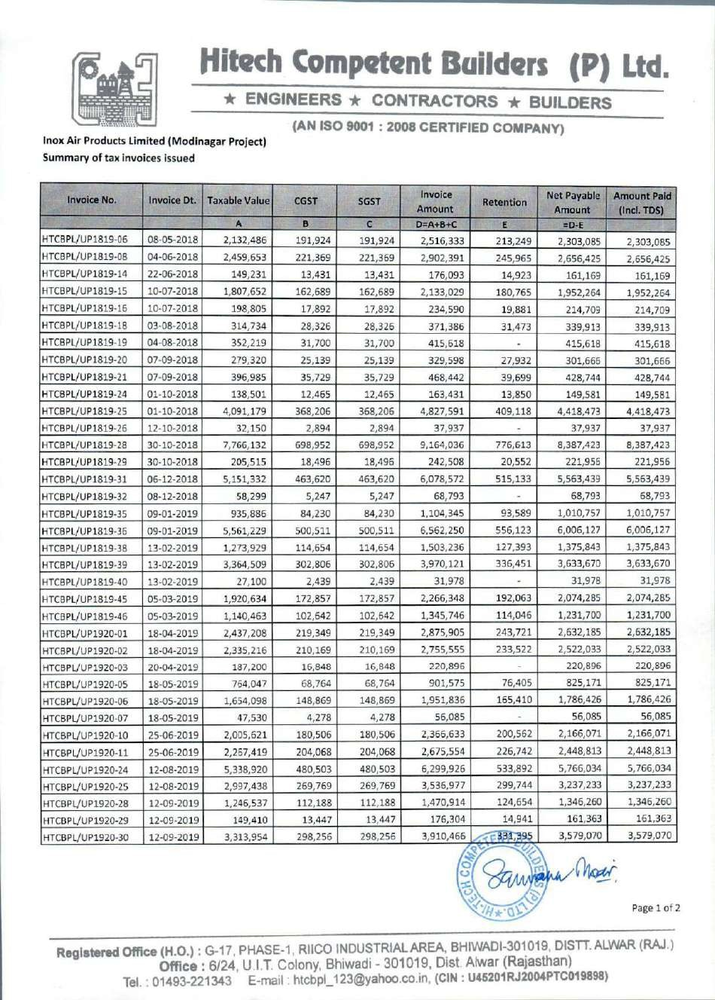 Hitech Competent Builders (P) Ltd.
★ ENGINEERS ★ CONTRACTORS ★ BUILDERS
(AN ISO 9001 : 2008 CERTIFIED COMPANY)
Inox Air Products Limited (Modinagar Project)
Summary of tax invoices issued
Invoice No. Invoice Dt. Taxable Value CGST SGST Invoice Amount Retention Net Payable Amount Amount Paid (Incl. TDS)
A B C D=A+B+C E =D-E
HTCBPL/UP1819-06 08-05-2018 2,132,486 191,924 191,924 2,516,333 213,249 2,303,085 2,303,085
HTCBPL/UP1819-08 04-06-2018 2,459,653 221,369 221,369 2,902,391 245,965 2,656,425 2,656,425
HTCBPL/UP1819-14 22-06-2018 149,231 13,431 13,431 176,093 14,923 161,169 161,169
HTCBPL/UP1819-15 10-07-2018 1,807,652 162,689 162,689 2,133,029 180,765 1,952,264 1,952,264
HTCBPL/UP1819-16 10-07-2018 198,805 17,892 17,892 234,590 19,881 214,709 214,709
HTCBPL/UP1819-18 03-08-2018 314,734 28,326 28,326 371,386 31,473 339,913 339,913
HTCBPL/UP1819-19 04-08-2018 352,219 31,700 31,700 415,618 - 415,618 415,618
HTCBPL/UP1819-20 07-09-2018 279,320 25,139 25,139 329,598 27,932 301,666 301,666
HTCBPL/UP1819-21 07-09-2018 396,985 35,729 35,729 468,442 39,699 428,744 428,744
HTCBPL/UP1819-24 01-10-2018 138,501 12,465 12,465 163,431 13,850 149,581 149,581
HTCBPL/UP1819-25 01-10-2018 4,091,179 368,206 368,206 4,827,591 409,118 4,418,473 4,418,473
HTCBPL/UP1819-26 12-10-2018 32,150 2,894 2,894 37,937 - 37,937 37,937
HTCBPL/UP1819-28 30-10-2018 7,766,132 698,952 698,952 9,164,036 776,613 8,387,423 8,387,423
HTCBPL/UP1819-29 30-10-2018 205,515 18,496 18,496 242,508 20,552 221,956 221,956
HTCBPL/UP1819-31 06-12-2018 5,151,332 463,620 463,620 6,078,572 515,133 5,563,439 5,563,439
HTCBPL/UP1819-32 08-12-2018 58,299 5,247 5,247 68,793 - 68,793 68,793
HTCBPL/UP1819-35 09-01-2019 935,886 84,230 84,230 1,104,345 93,589 1,010,757 1,010,757
HTCBPL/UP1819-36 09-01-2019 5,561,229 500,511 500,511 6,562,250 556,123 6,006,127 6,006,127
HTCBPL/UP1819-38 13-02-2019 1,273,929 114,654 114,654 1,503,236 127,393 1,375,843 1,375,843
HTCBPL/UP1819-39 13-02-2019 3,364,509 302,806 302,806 3,970,121 336,451 3,633,670 3,633,670
HTCBPL/UP1819-40 13-02-2019 27,100 2,439 2,439 31,978 - 31,978 31,978
HTCBPL/UP1819-45 05-03-2019 1,920,634 172,857 172,857 2,266,348 192,063 2,074,285 2,074,285
HTCBPL/UP1819-46 05-03-2019 1,140,463 102,642 102,642 1,345,746 114,046 1,231,700 1,231,700
HTCBPL/UP1920-01 18-04-2019 2,437,208 219,349 219,349 2,875,905 243,721 2,632,185 2,632,185
HTCBPL/UP1920-02 18-04-2019 2,335,216 210,169 210,169 2,755,555 233,522 2,522,033 2,522,033
HTCBPL/UP1920-03 20-04-2019 187,200 16,848 16,848 220,896 - 220,896 220,896
HTCBPL/UP1920-05 18-05-2019 764,047 68,764 68,764 901,575 76,405 825,171 825,171
HTCBPL/UP1920-06 18-05-2019 1,654,098 148,869 148,869 1,951,836 165,410 1,786,426 1,786,426
HTCBPL/UP1920-07 18-05-2019 47,530 4,278 4,278 56,085 - 56,085 56,085
HTCBPL/UP1920-10 25-06-2019 2,005,621 180,506 180,506 2,366,633 200,562 2,166,071 2,166,071
HTCBPL/UP1920-11 25-06-2019 2,267,419 204,068 204,068 2,675,554 226,742 2,448,813 2,448,813
HTCBPL/UP1920-24 12-08-2019 5,338,920 480,503 480,503 6,299,926 533,892 5,766,034 5,766,034
HTCBPL/UP1920-25 12-08-2019 2,997,438 269,769 269,769 3,536,977 299,744 3,237,233 3,237,233
HTCBPL/UP1920-28 12-09-2019 1,246,537 112,188 112,188 1,470,914 124,654 1,346,260 1,346,260
HTCBPL/UP1920-29 12-09-2019 149,410 13,447 13,447 176,304 14,941 161,363 161,363
HTCBPL/UP1920-30 12-09-2019 3,313,954 298,256 298,256 3,910,466 331,395 3,579,070 3,579,070
HI-TECH COMPETENT BUILDERS (P) LTD. ★
Page 1 of 2
Registered Office (H.O.) : G-17, PHASE-1, RIICO INDUSTRIAL AREA, BHIWADI-301019, DISTT. ALWAR (RAJ.)
Office : 6/24, U.I.T. Colony, Bhiwadi - 301019, Dist. Alwar (Rajasthan)
Tel. : 01493-221343 E-mail : htcbpl_123@yahoo.co.in, (CIN : U45201RJ2004PTC019898)